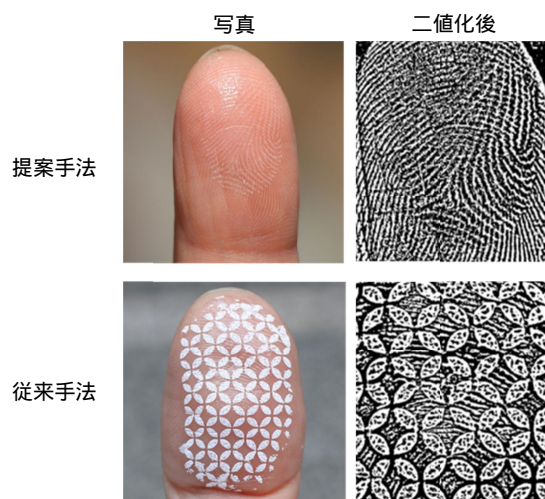 写真
二値化後
提案手法
従来手法